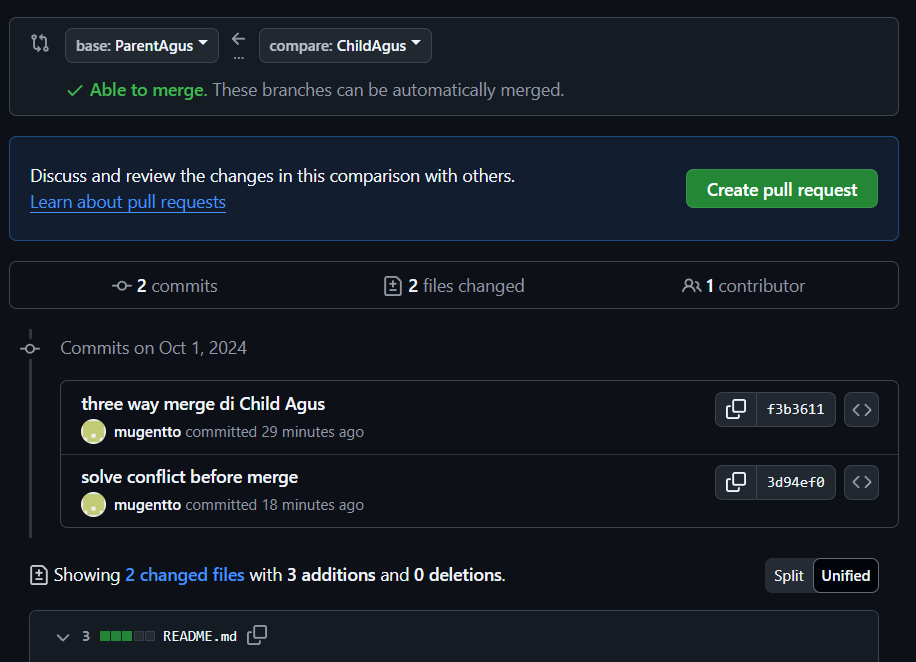 base: ParentAgus
compare: ChildAgus
Able to merge. These branches can be automatically merged.
Discuss and review the changes in this comparison with others.
Learn about pull requests
Create pull request
2 commits
2 files changed
1 contributor
Commits on Oct 1, 2024
three way merge di Child Agus
f3b3611
mugentto committed 29 minutes ago
solve conflict before merge
3d94ef0
mugentto committed 18 minutes ago
Showing 2 changed files with 3 additions and 0 deletions.
Split Unified
3 README.md